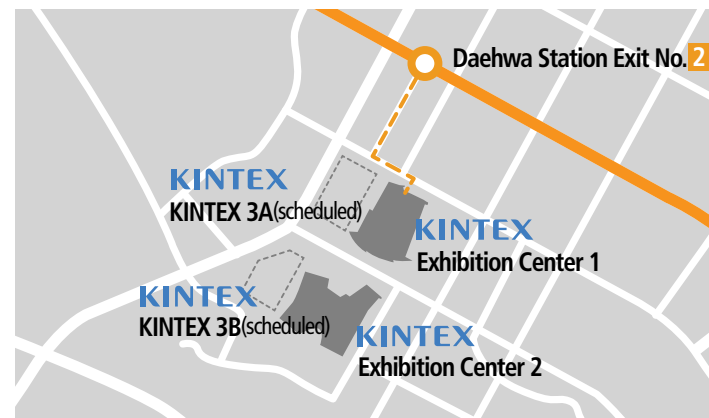 Daehwa Station Exit No. 2
KINTEX
KINTEX 3A(scheduled)
KINTEX
Exhibition Center 1
KINTEX
KINTEX 3B(scheduled)
KINTEX
Exhibition Center 2